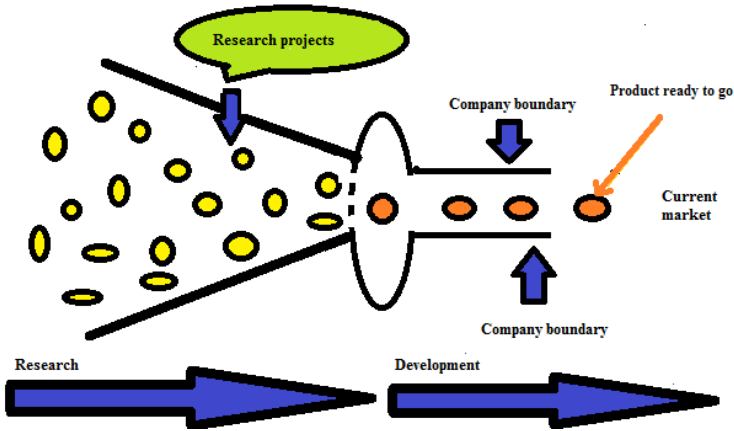 Research projects
Company boundary
Product ready to go
Current
market
Company boundary
Research
Development